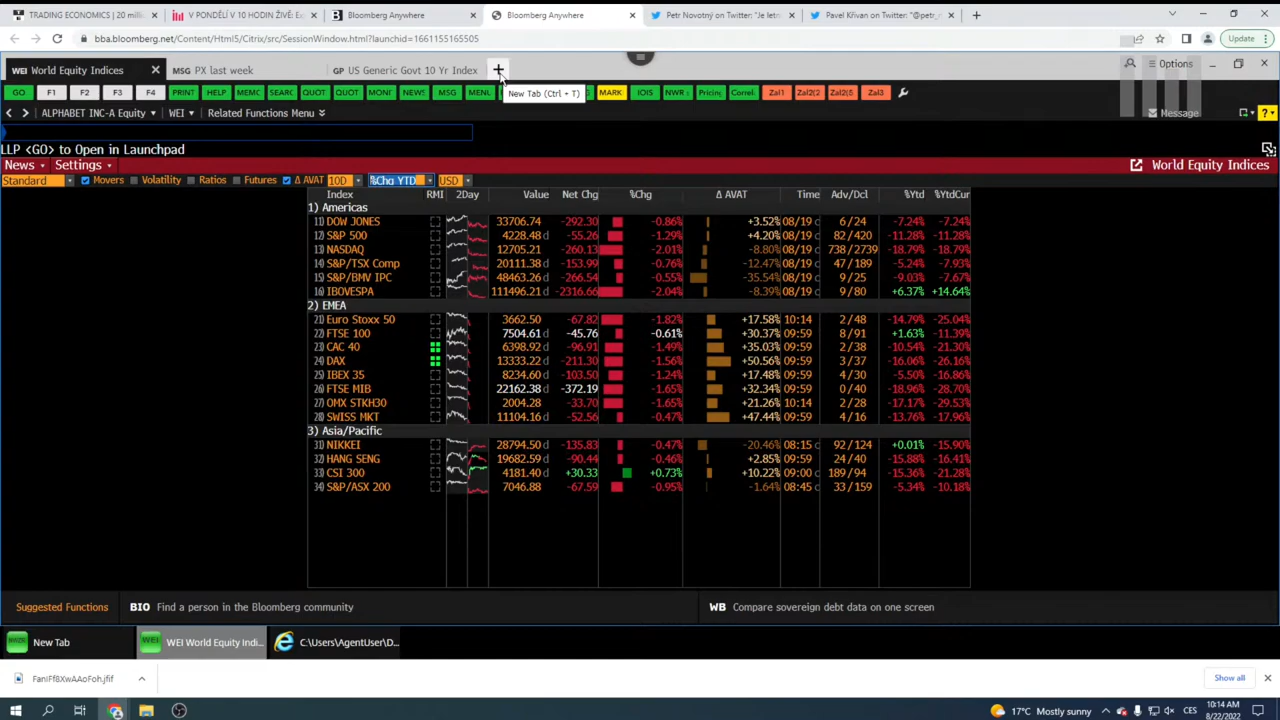 TRADING ECONOMICS | 20 mili
V PONDĚLÍ V 10 HODIN ŽIVĚ: E
Bloomberg Anywhere
Bloomberg Anywhere
Petr Novotný on Twitter: "Je letn
Pavel Křivan on Twitter: "@petr_
bba.bloomberg.net/Content/Html5/Citrix/src/SessionWindow.html?launchid=1661155165505
Update
WEI World Equity Indices
MSG PX last week
GP US Generic Govt 10 Yr Index
Options
GO F1 F2 F3 F4 PRINT HELP MEMC SEARC QUOT QUOT MONI NEWS MSG MENU
MARK IOIS NWR Pricing Correl Zal1 Zal2(2 Zal2(5 Zal3
New Tab (Ctrl + T)
ALPHABET INC-A Equity WEI Related Functions Menu
Message
LLP <GO> to Open in Launchpad
News Settings World Equity Indices
Standard Movers Volatility Ratios Futures Δ AVAT 10D %Chg YTD USD
Index RMI 2Day Value Net Chg %Chg Δ AVAT Time Adv/Dcl %Ytd %YtdCur
1) Americas
11) DOW JONES 33706.74 -292.30 -0.86% +3.52% 08/19 c 6/24 -7.24% -7.24%
12) S&P 500 4228.48 d -55.26 -1.29% +4.20% 08/19 c 82/420 -11.28% -11.28%
13) NASDAQ 12705.21 -260.13 -2.01% -8.80% 08/19 c 738/2739 -18.79% -18.79%
14) S&P/TSX Comp 20111.38 d -153.99 -0.76% -12.47% 08/19 c 47/189 -5.24% -7.93%
15) S&P/BMV IPC 48463.26 d -266.54 -0.55% -35.54% 08/19 c 9/25 -9.03% -7.67%
16) IBOVESPA 111496.21 d -2316.66 -2.04% -8.39% 08/19 c 9/80 +6.37% +14.64%
2) EMEA
21) Euro Stoxx 50 3662.50 -67.82 -1.82% +17.58% 10:14 2/48 -14.79% -25.04%
22) FTSE 100 7504.61 d -45.76 -0.61% +30.37% 09:59 8/91 +1.63% -11.39%
23) CAC 40 6398.92 d -96.91 -1.49% +35.03% 09:59 2/38 -10.54% -21.30%
24) DAX 13333.22 d -211.30 -1.56% +50.56% 09:59 3/37 -16.06% -26.16%
25) IBEX 35 8234.60 d -103.50 -1.24% +17.48% 09:59 4/30 -5.50% -16.86%
26) FTSE MIB 22162.38 d -372.19 -1.65% +32.34% 09:59 0/40 -18.96% -28.70%
27) OMX STKH30 2004.28 -33.70 -1.65% +21.26% 10:14 2/28 -17.17% -29.53%
28) SWISS MKT 11104.16 d -52.56 -0.47% +47.44% 09:59 4/16 -13.76% -17.96%
3) Asia/Pacific
31) NIKKEI 28794.50 d -135.83 -0.47% -20.46% 08:15 c 92/124 +0.01% -15.90%
32) HANG SENG 19682.59 d -90.44 -0.46% +2.85% 09:59 24/40 -15.88% -16.41%
33) CSI 300 4181.40 d +30.33 +0.73% +10.22% 09:00 c 189/94 -15.36% -21.28%
34) S&P/ASX 200 7046.88 -67.59 -0.95% -1.64% 08:45 c 33/159 -5.34% -10.18%
Suggested Functions BIO Find a person in the Bloomberg community WB Compare sovereign debt data on one screen
New Tab
WEI WEI World Equity Indi...
C:\Users\AgentUser\D...
FanIFf8XwAAoFoh.jfif
Show all
17°C Mostly sunny
CES
10:14 AM
8/22/2022